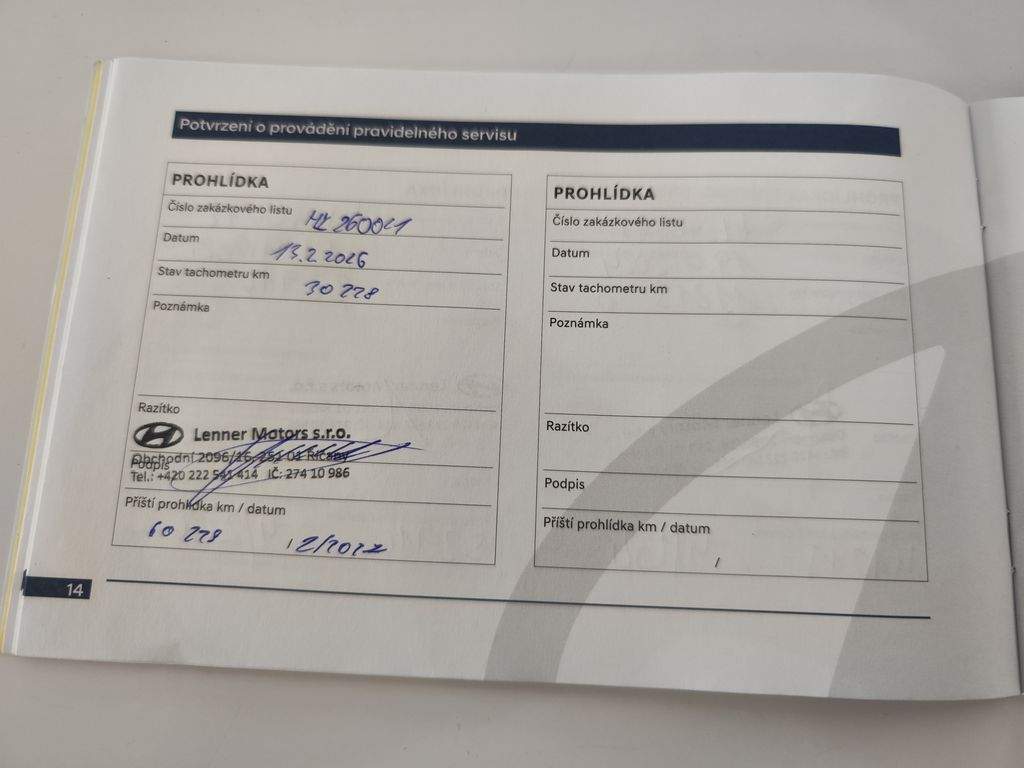 Potvrzení o provádění pravidelného servisu
PROHLÍDKA
Číslo zakázkového listu 260041
Datum 13.2.2026
Stav tachometru km 30 228
Poznámka
Razítko
Lenner Motors s.r.o.
Obchodní 2096/16, 251 01 Říčany
Podpis
Tel.: +420 222 541 414 IČ: 274 10 986
Příští prohlídka km / datum
60 228 / 2/2027
PROHLÍDKA
Číslo zakázkového listu
Datum
Stav tachometru km
Poznámka
Razítko
Podpis
Příští prohlídka km / datum
/
14